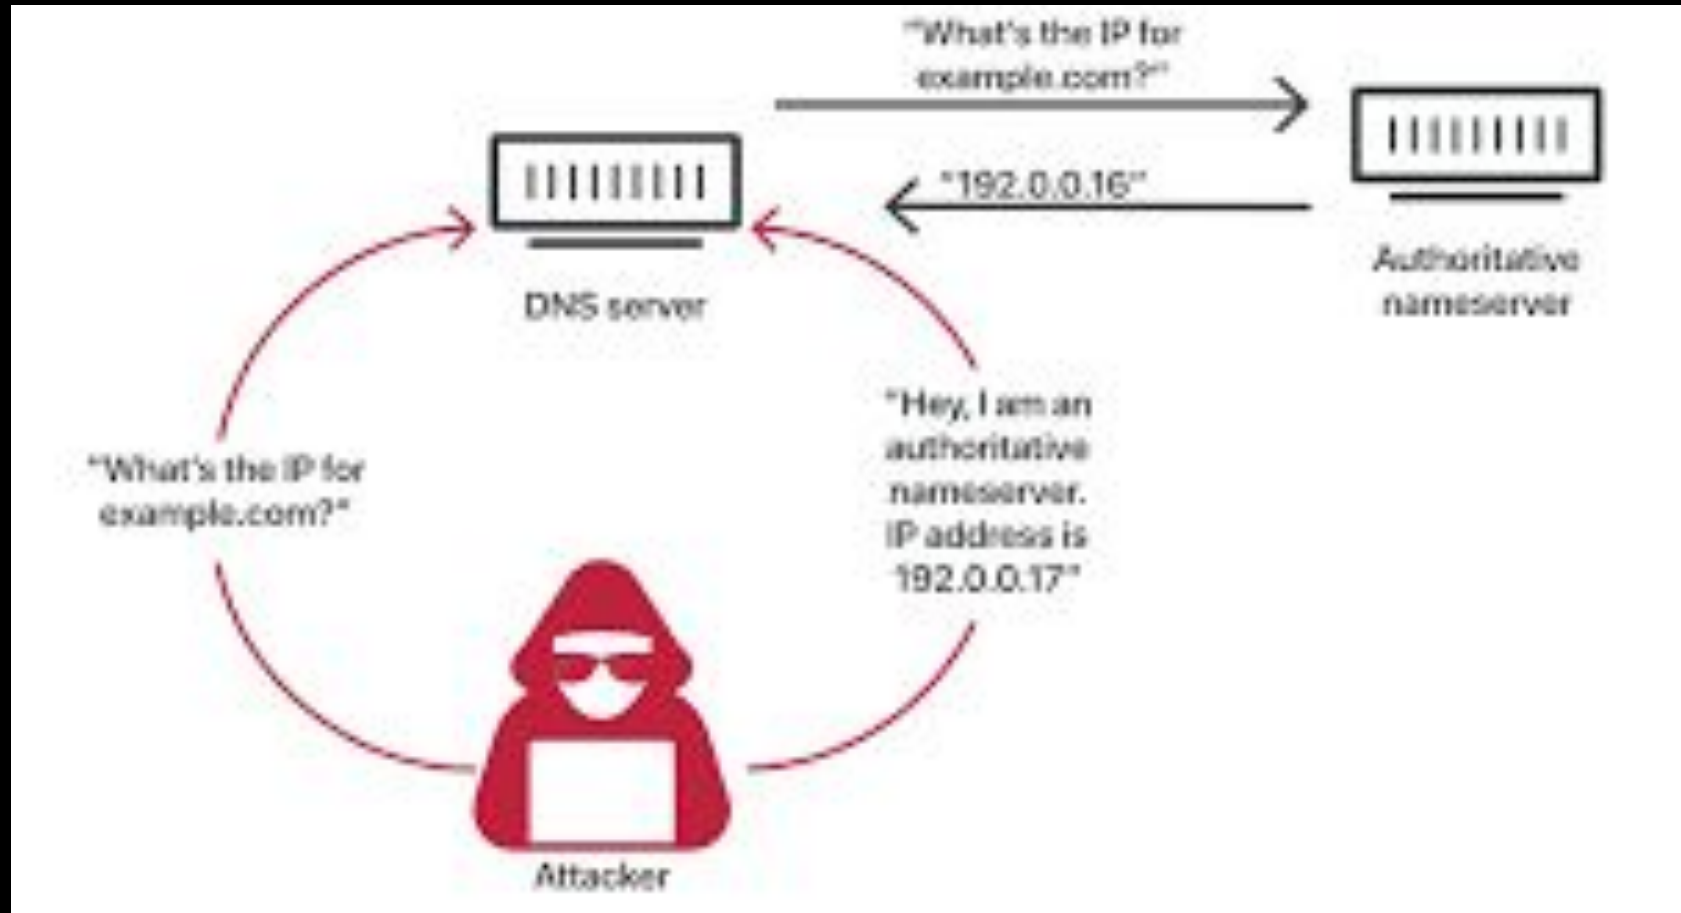 "What's the IP for
example.com?"
"192.0.0.16"
DNS server
Authoritative
nameserver
"What's the IP for
example.com?"
"Hey, I am an
authoritative
nameserver.
IP address is
192.0.0.17"
Attacker